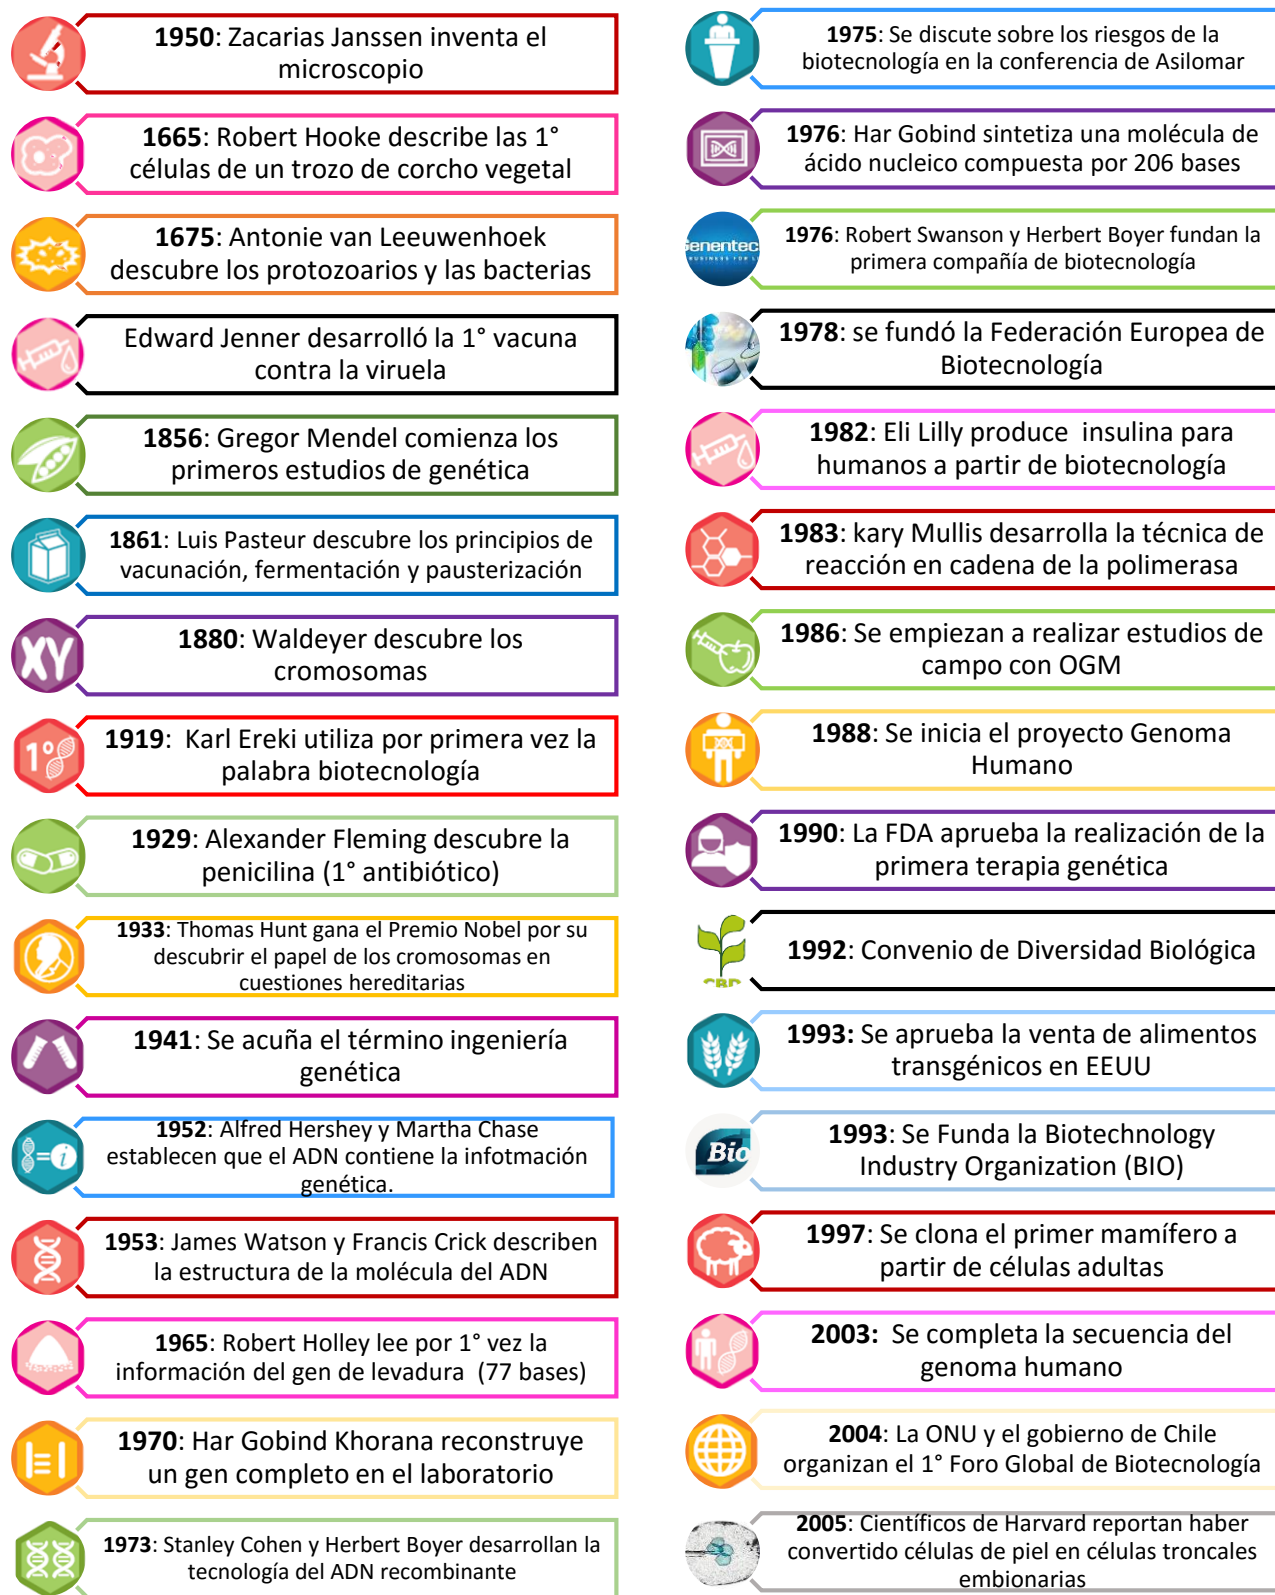 1950: Zacarias Janssen inventa el
microscopio
1665: Robert Hooke describe las 1°
células de un trozo de corcho vegetal
1675: Antonie van Leeuwenhoek
descubre los protozoarios y las bacterias
Edward Jenner desarrolló la 1° vacuna
contra la viruela
1856: Gregor Mendel comienza los
primeros estudios de genética
1861: Luis Pasteur descubre los principios de
vacunación, fermentación y pausterización
XY
1880: Waldeyer descubre los
cromosomas
1º
1919: Karl Ereki utiliza por primera vez la
palabra biotecnología
1929: Alexander Fleming descubre la
penicilina (1° antibiótico)
1933: Thomas Hunt gana el Premio Nobel por su
descubrir el papel de los cromosomas en
cuestiones hereditarias
1941: Se acuña el término ingeniería
genética
=i
1952: Alfred Hershey y Martha Chase
establecen que el ADN contiene la infotmación
genética.
1953: James Watson y Francis Crick describen
la estructura de la molécula del ADN
1965: Robert Holley lee por 1° vez la
información del gen de levadura (77 bases)
1970: Har Gobind Khorana reconstruye
un gen completo en el laboratorio
1973: Stanley Cohen y Herbert Boyer desarrollan la
tecnología del ADN recombinante
1975: Se discute sobre los riesgos de la
biotecnología en la conferencia de Asilomar
1976: Har Gobind sintetiza una molécula de
ácido nucleico compuesta por 206 bases
Genentec
BUSINESS FOR LI
1976: Robert Swanson y Herbert Boyer fundan la
primera compañía de biotecnología
1978: se fundó la Federación Europea de
Biotecnología
1982: Eli Lilly produce insulina para
humanos a partir de biotecnología
1983: kary Mullis desarrolla la técnica de
reacción en cadena de la polimerasa
1986: Se empiezan a realizar estudios de
campo con OGM
1988: Se inicia el proyecto Genoma
Humano
1990: La FDA aprueba la realización de la
primera terapia genética
CBD
1992: Convenio de Diversidad Biológica
1993: Se aprueba la venta de alimentos
transgénicos en EEUU
Bio
1993: Se Funda la Biotechnology
Industry Organization (BIO)
1997: Se clona el primer mamífero a
partir de células adultas
2003: Se completa la secuencia del
genoma humano
2004: La ONU y el gobierno de Chile
organizan el 1° Foro Global de Biotecnología
2005: Científicos de Harvard reportan haber
convertido células de piel en células troncales
embionarias